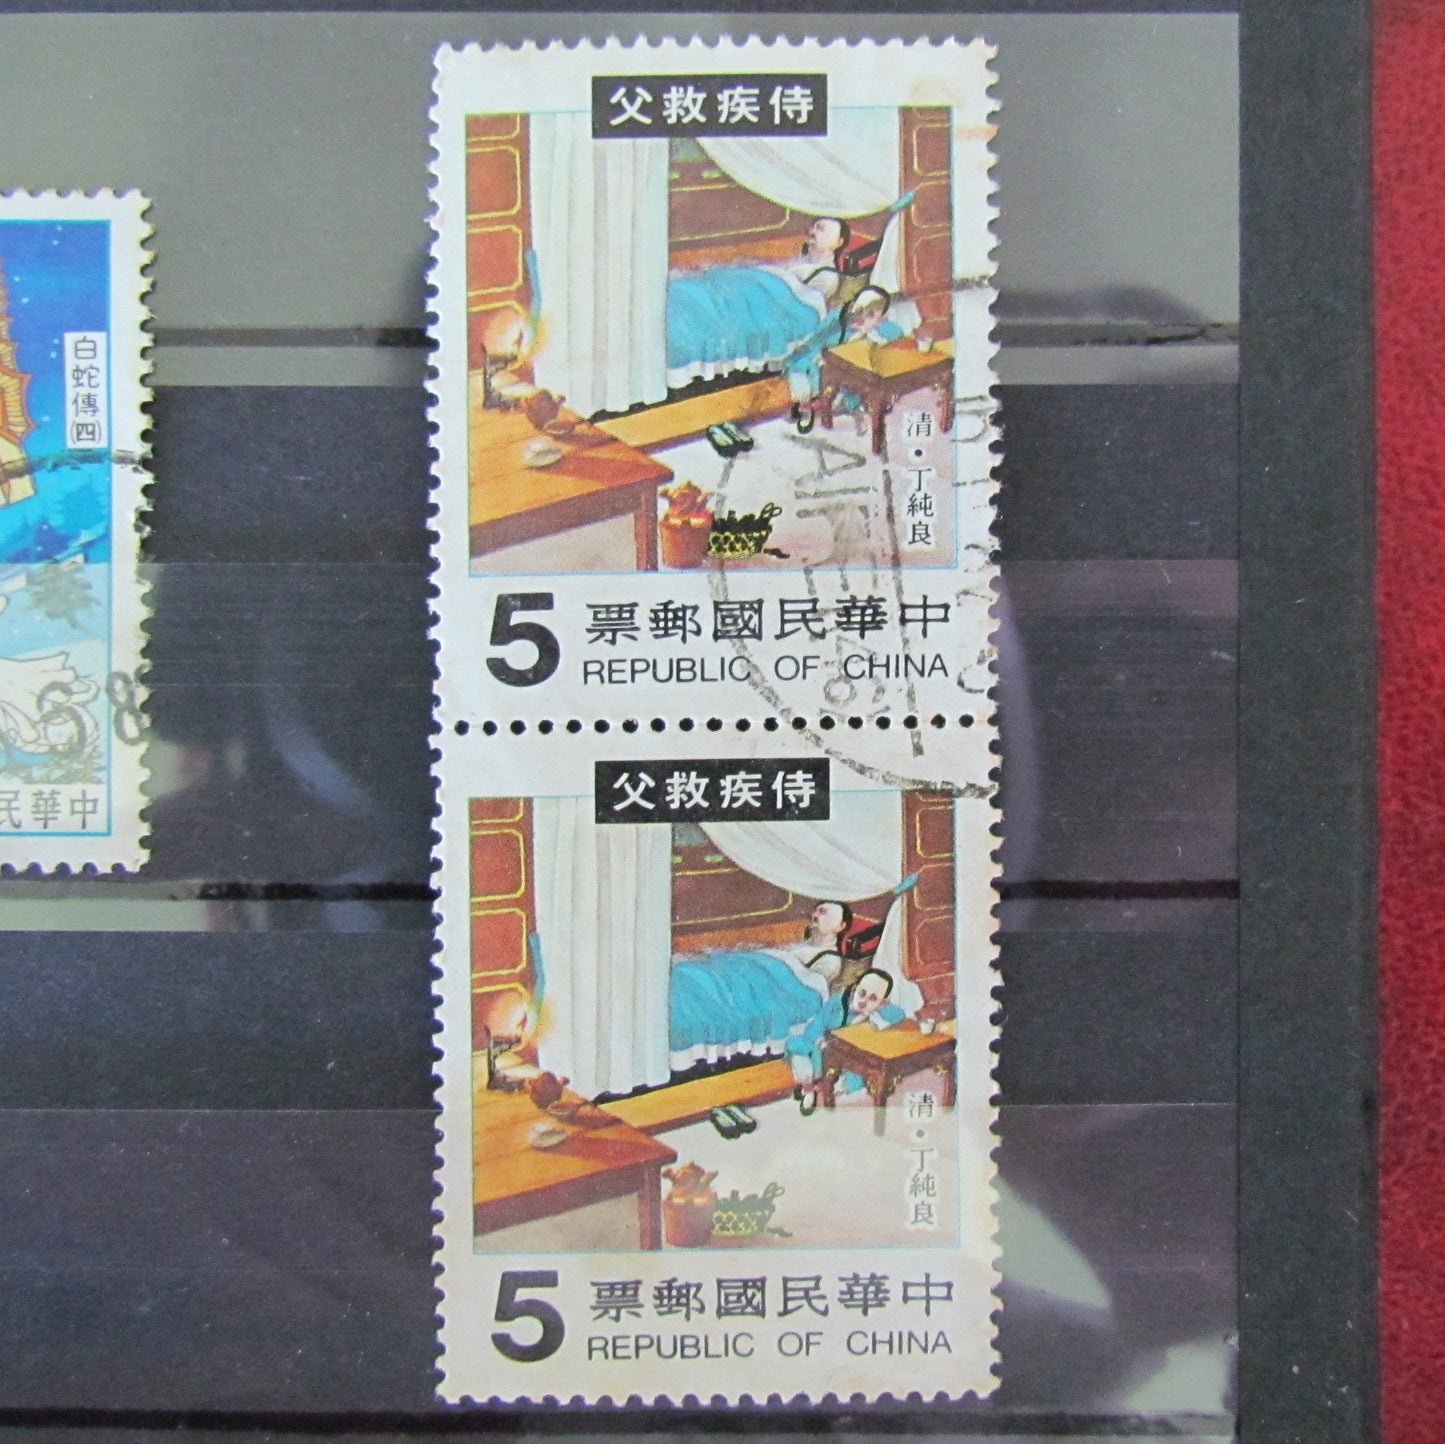 侍疾救父
清・丁純良
5 中華民國郵票
REPUBLIC OF CHINA
TAIPEI (46)
侍疾救父
清・丁純良
5 中華民國郵票
REPUBLIC OF CHINA
白蛇傳(四)
中華民